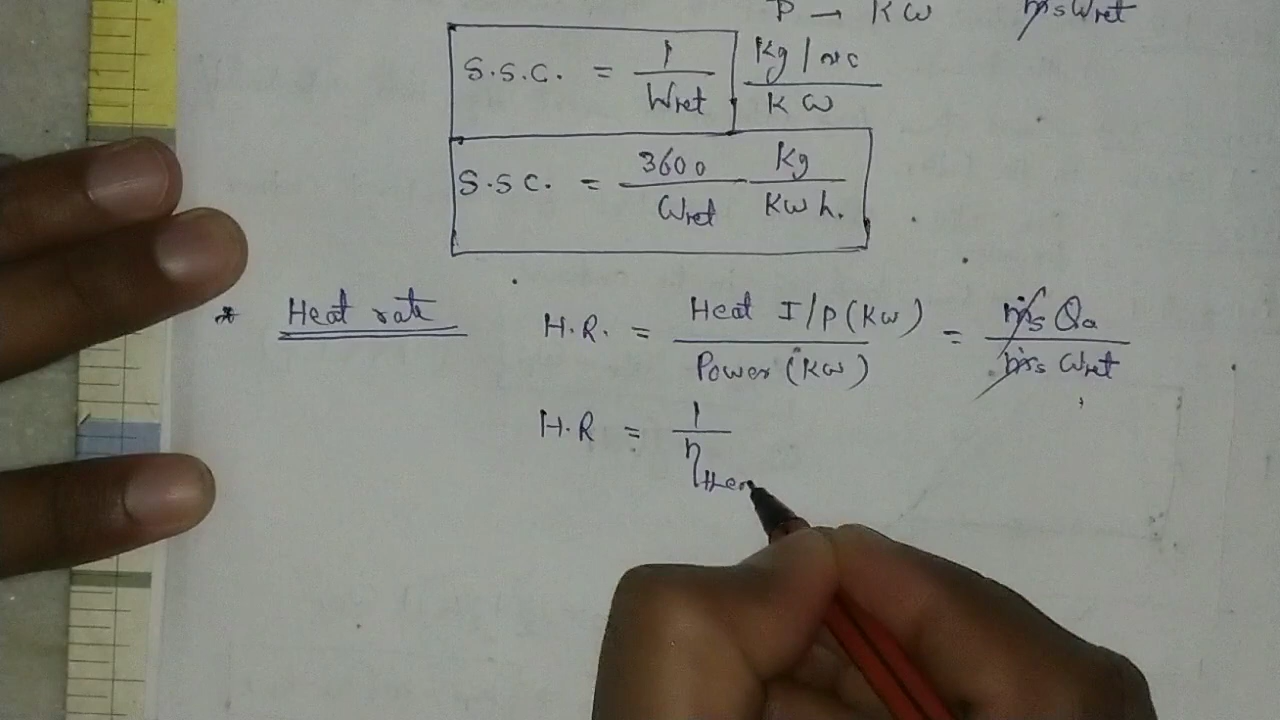 P → KW ṁs Wnet
S.S.C. = 1 / Wnet Kg/sec / KW
S.S.C. = 3600 / Wnet Kg / KWh.
* Heat rate H.R. = Heat I/P (KW) / Power (KW) = ṁs Qa / ṁs Wnet
H.R = 1 / ηther